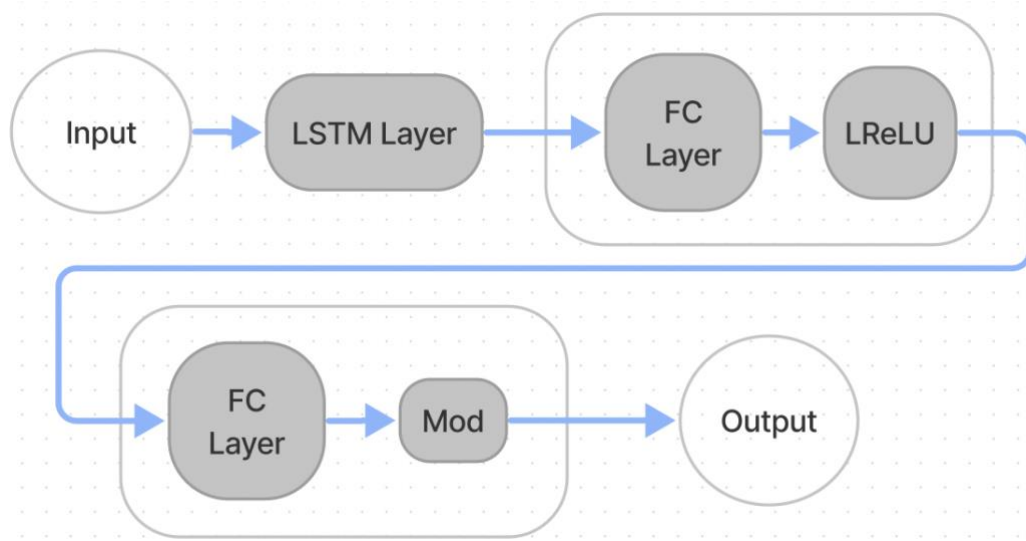 Input
LSTM Layer
FC
Layer
LReLU
FC
Layer
Mod
Output